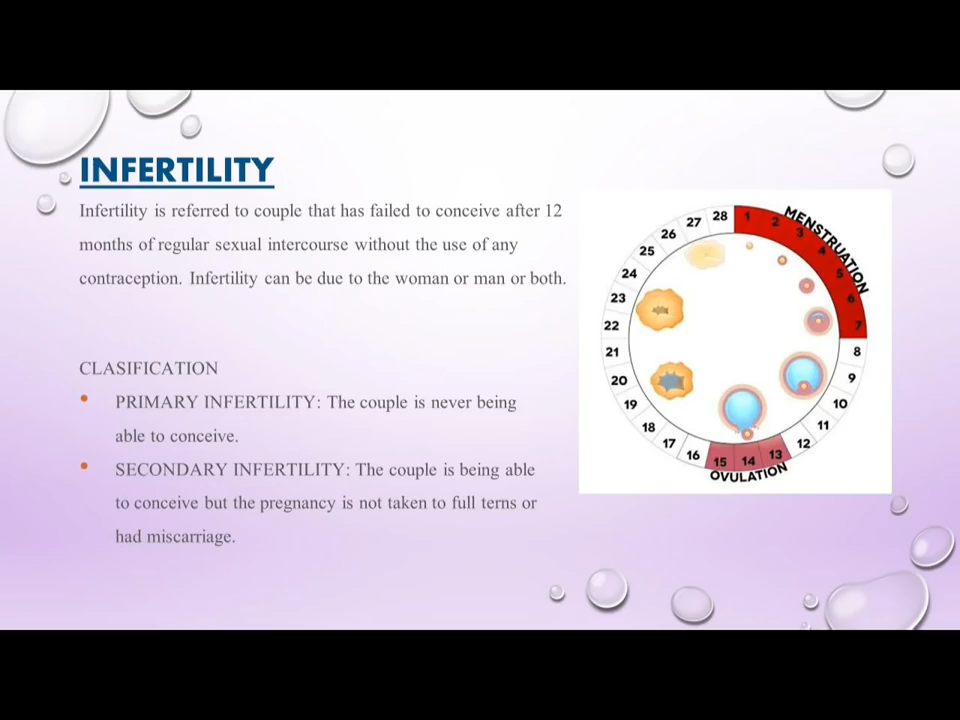 INFERTILITY
Infertility is referred to couple that has failed to conceive after 12
months of regular sexual intercourse without the use of any
contraception. Infertility can be due to the woman or man or both.
CLASIFICATION
• PRIMARY INFERTILITY: The couple is never being
able to conceive.
• SECONDARY INFERTILITY: The couple is being able
to conceive but the pregnancy is not taken to full terns or
had miscarriage.
MENSTRUATION
1
2
3
4
5
6
7
8
9
10
11
12
13
14
15
16
17
18
19
20
21
22
23
24
25
26
27
28
OVULATION